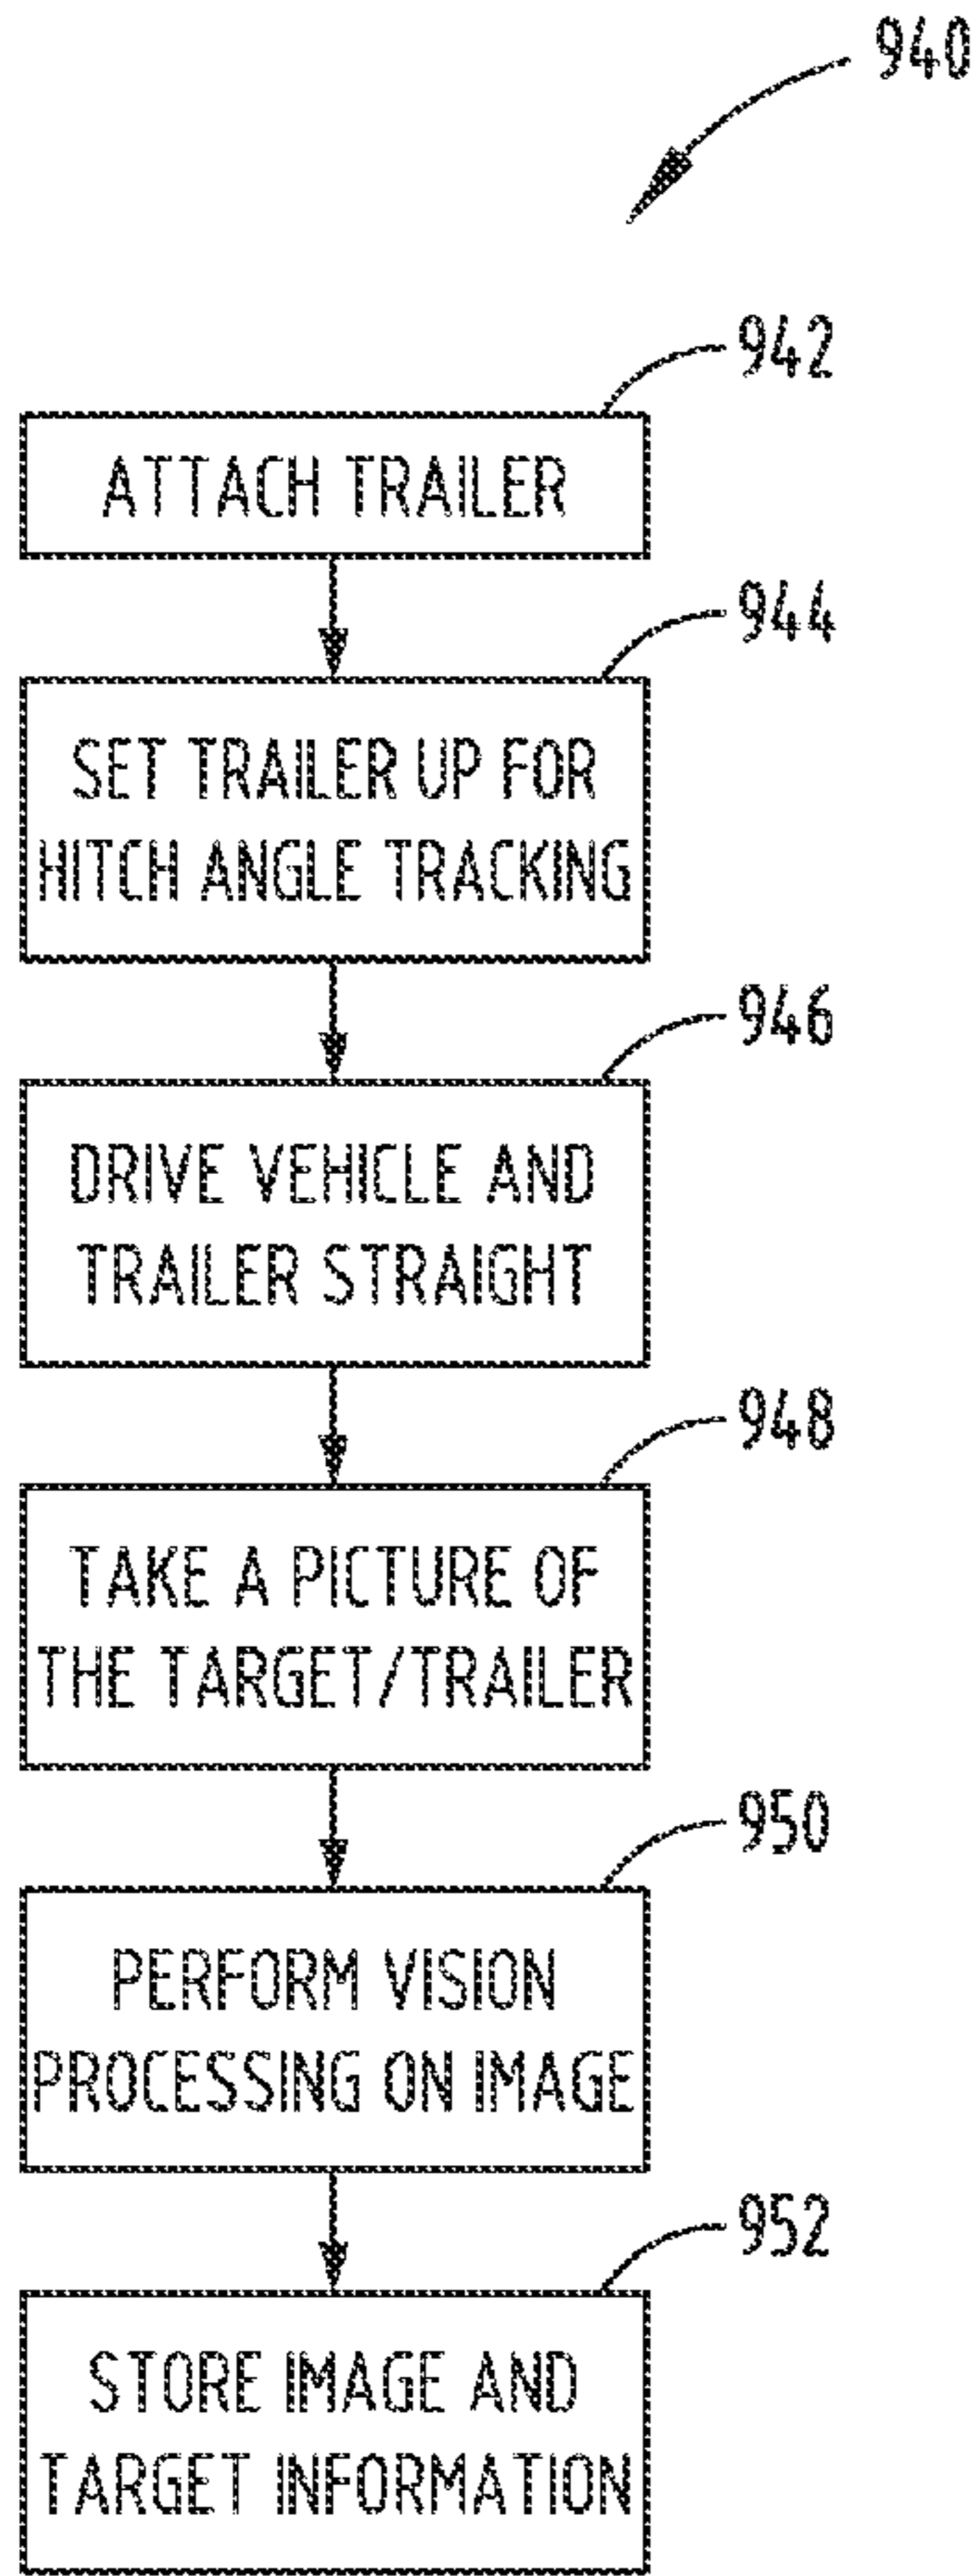 940
942
ATTACH TRAILER
944
SET TRAILER UP FOR
HITCH ANGLE TRACKING
946
DRIVE VEHICLE AND
TRAILER STRAIGHT
948
TAKE A PICTURE OF
THE TARGET/TRAILER
950
PERFORM VISION
PROCESSING ON IMAGE
952
STORE IMAGE AND
TARGET INFORMATION